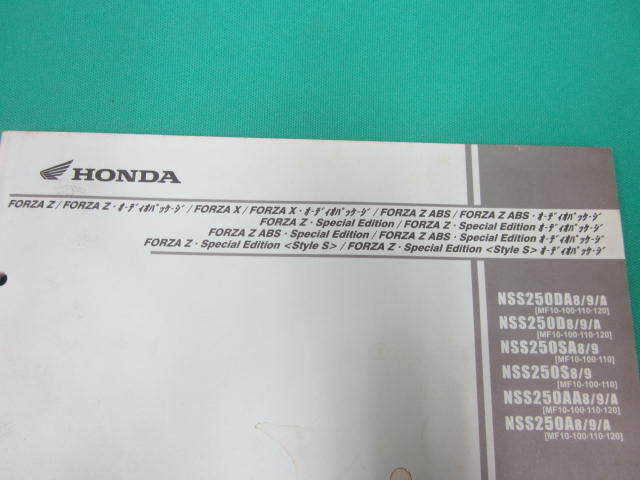 HONDA
FORZA Z / FORZA Z・ｵｰﾃﾞｨｵﾊﾟｯｹｰｼﾞ / FORZA X / FORZA X・ｵｰﾃﾞｨｵﾊﾟｯｹｰｼﾞ / FORZA Z ABS / FORZA Z ABS・ｵｰﾃﾞｨｵﾊﾟｯｹｰｼﾞ
FORZA Z・Special Edition / FORZA Z・Special Edition ｵｰﾃﾞｨｵﾊﾟｯｹｰｼﾞ
FORZA Z ABS・Special Edition / FORZA Z ABS・Special Edition ｵｰﾃﾞｨｵﾊﾟｯｹｰｼﾞ
FORZA Z・Special Edition <Style S> / FORZA Z・Special Edition <Style S> ｵｰﾃﾞｨｵﾊﾟｯｹｰｼﾞ
NSS250DA8/9/A
[MF10-100・110・120]
NSS250D8/9/A
[MF10-100・110・120]
NSS250SA8/9
[MF10-100・110]
NSS250S8/9
[MF10-100・110]
NSS250AA8/9/A
[MF10-100・110・120]
NSS250A8/9/A
[MF10-100・110・120]